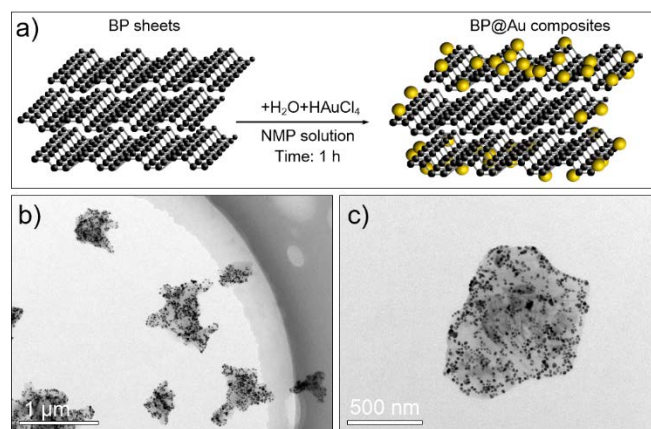 a)
BP sheets
BP@Au composites
+H₂O+HAuCl₄
NMP solution
Time: 1 h
b)
1 μm
c)
500 nm